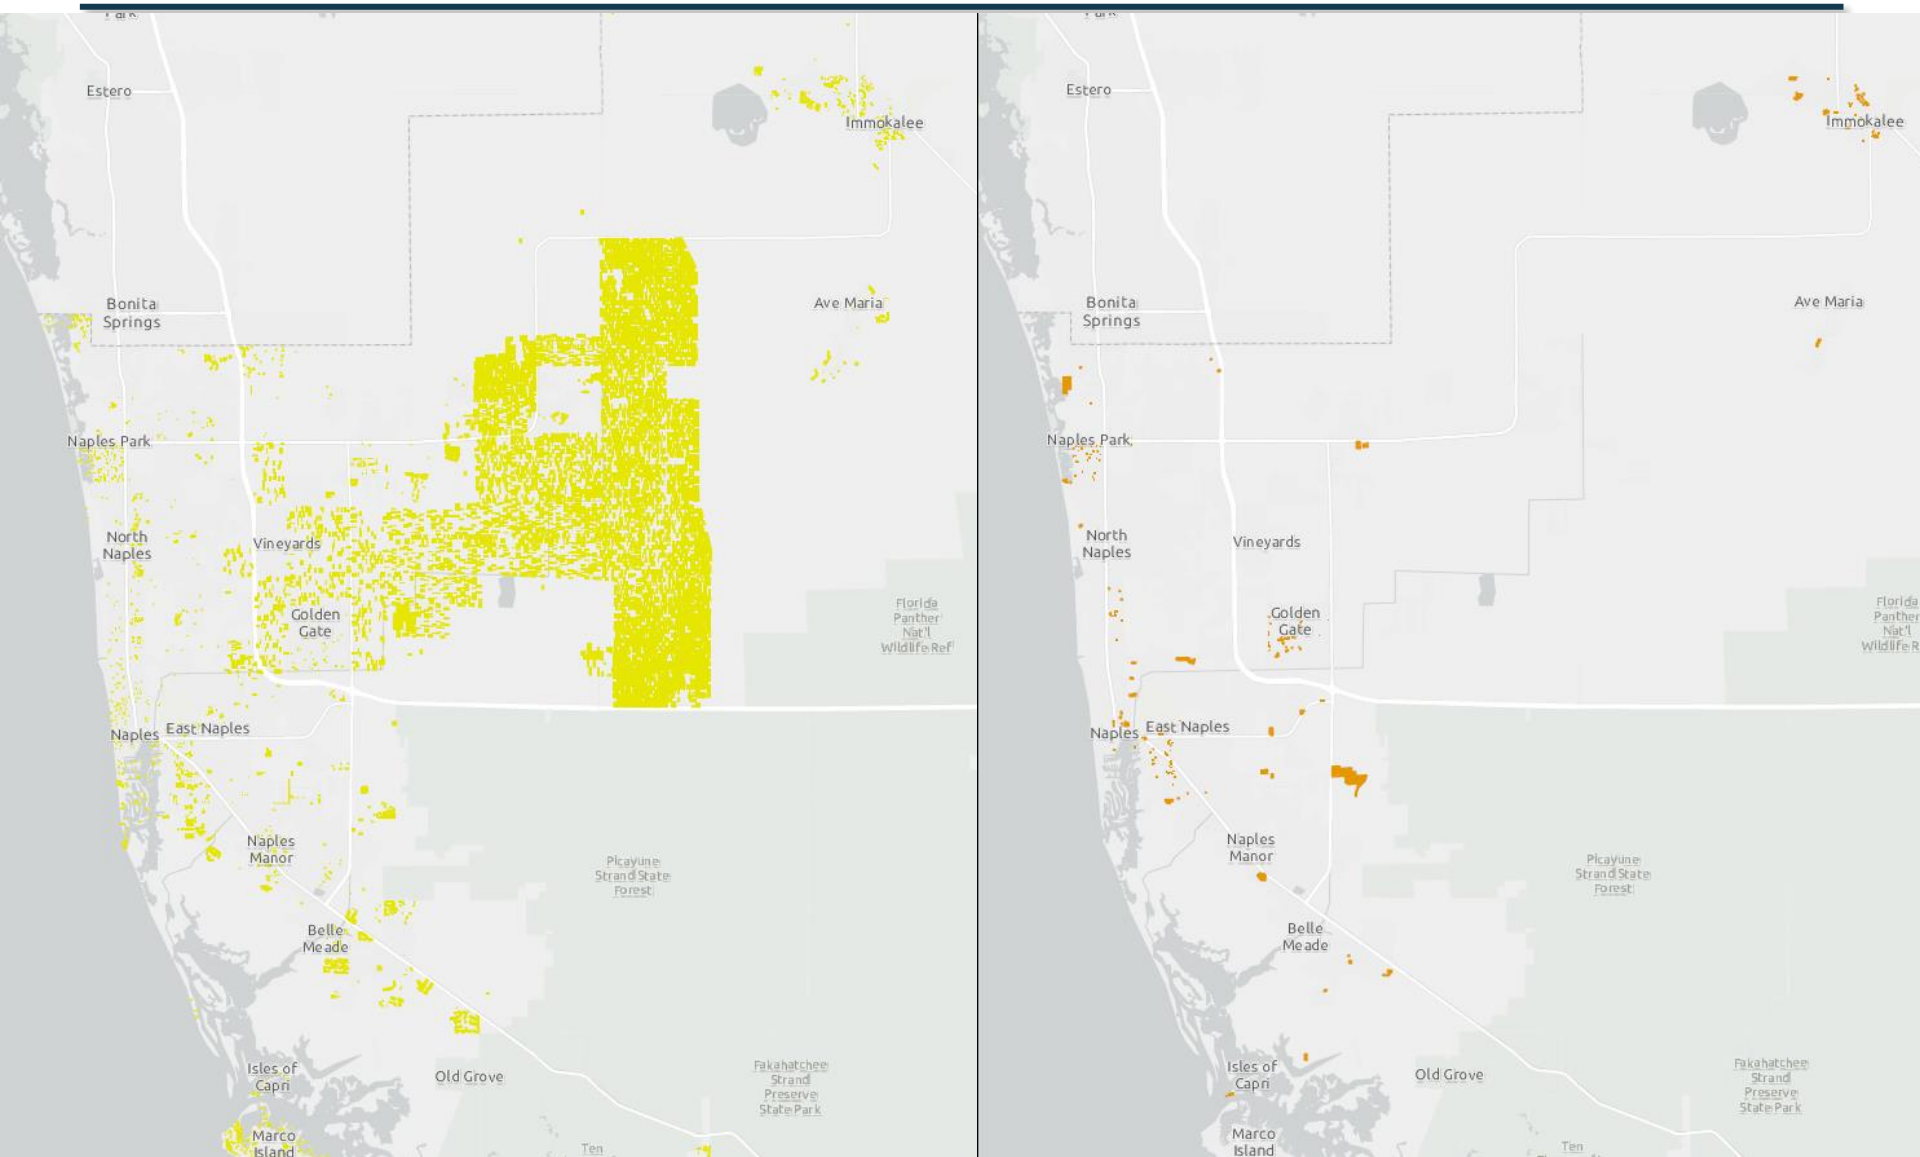 Park
Estero
Immokalee
Bonita
Springs
Ave Maria
Naples Park
North
Naples
Vineyards
Golden
Gate
Florida
Panther
Nat'l
Wildlife Ref
Naples
East Naples
Naples
Manor
Picayune
Strand State
Forest
Belle
Meade
Isles of
Capri
Old Grove
Fakahatchee
Strand
Preserve
State Park
Marco
Island
Ten
Park
Estero
Immokalee
Bonita
Springs
Ave Maria
Naples Park
North
Naples
Vineyards
Golden
Gate
Florida
Panther
Nat'l
Wildlife R
Naples
East Naples
Naples
Manor
Picayune
Strand State
Forest
Belle
Meade
Isles of
Capri
Old Grove
Fakahatchee
Strand
Preserve
State Park
Marco
Island
Ten